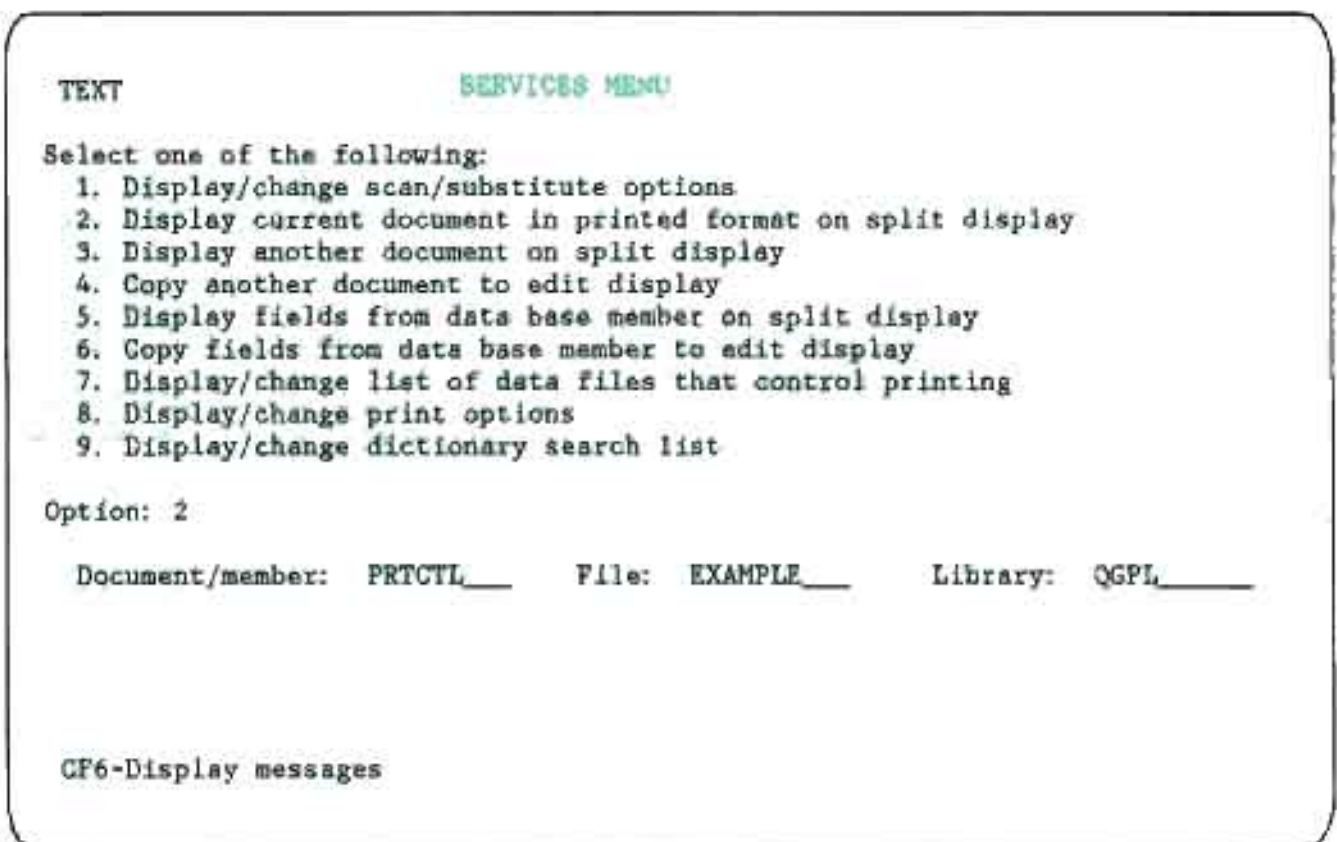 TEXT SERVICES MENU
Select one of the following:
1. Display/change scan/substitute options
2. Display current document in printed format on split display
3. Display another document on split display
4. Copy another document to edit display
5. Display fields from data base member on split display
6. Copy fields from data base member to edit display
7. Display/change list of data files that control printing
8. Display/change print options
9. Display/change dictionary search list
Option: 2
Document/member: PRTCTL___ File: EXAMPLE___ Library: QGPL______
CF6-Display messages